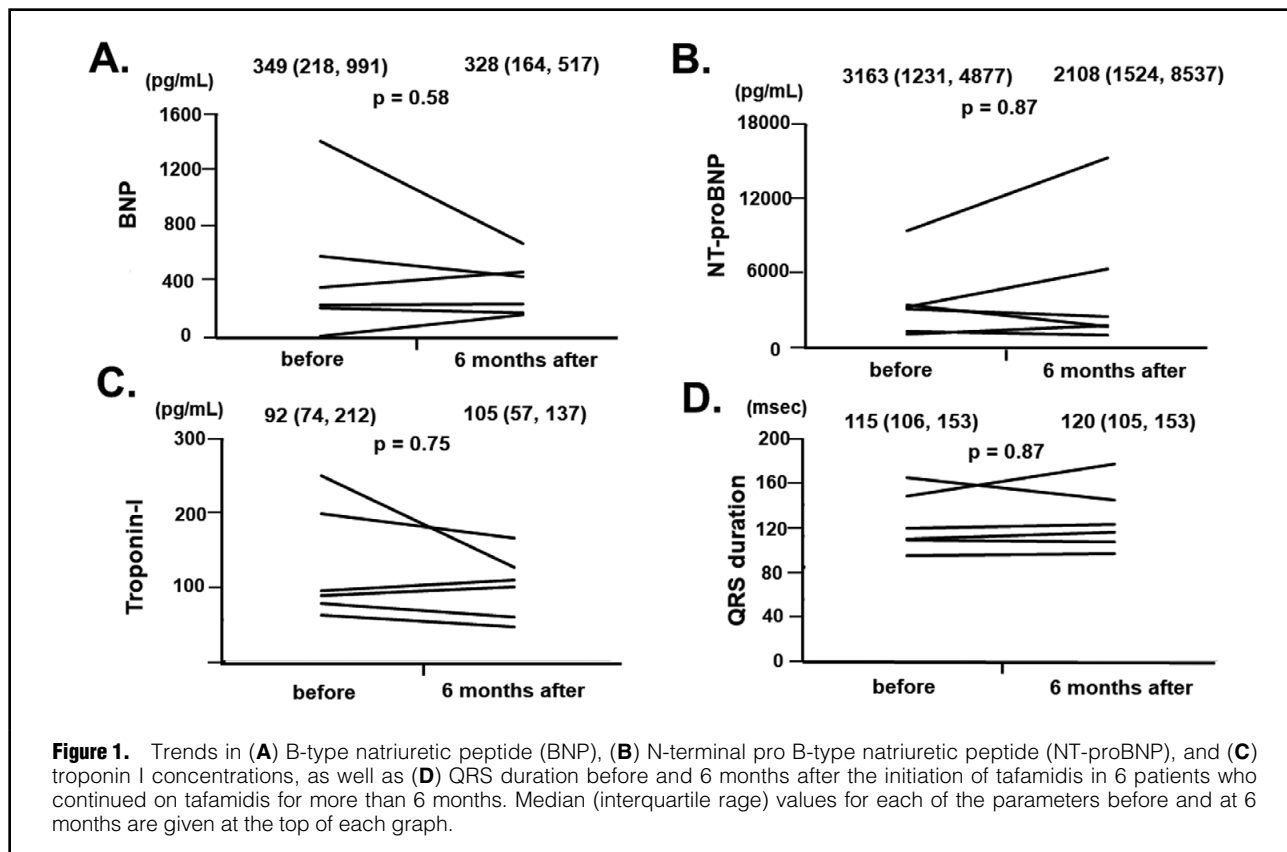 A.
349 (218, 991) 328 (164, 517)
(pg/mL)
p = 0.58
1600
1200
800
400
0
BNP
before 6 months after
B.
3163 (1231, 4877) 2108 (1524, 8537)
(pg/mL)
p = 0.87
18000
12000
6000
0
NT-proBNP
before 6 months after
C.
(pg/mL)
92 (74, 212) 105 (57, 137)
p = 0.75
300
200
100
Troponin-I
before 6 months after
D.
(msec)
115 (106, 153) 120 (105, 153)
p = 0.87
200
160
120
80
40
0
QRS duration
before 6 months after
Figure 1. Trends in (A) B-type natriuretic peptide (BNP), (B) N-terminal pro B-type natriuretic peptide (NT-proBNP), and (C)
troponin I concentrations, as well as (D) QRS duration before and 6 months after the initiation of tafamidis in 6 patients who
continued on tafamidis for more than 6 months. Median (interquartile rage) values for each of the parameters before and at 6
months are given at the top of each graph.